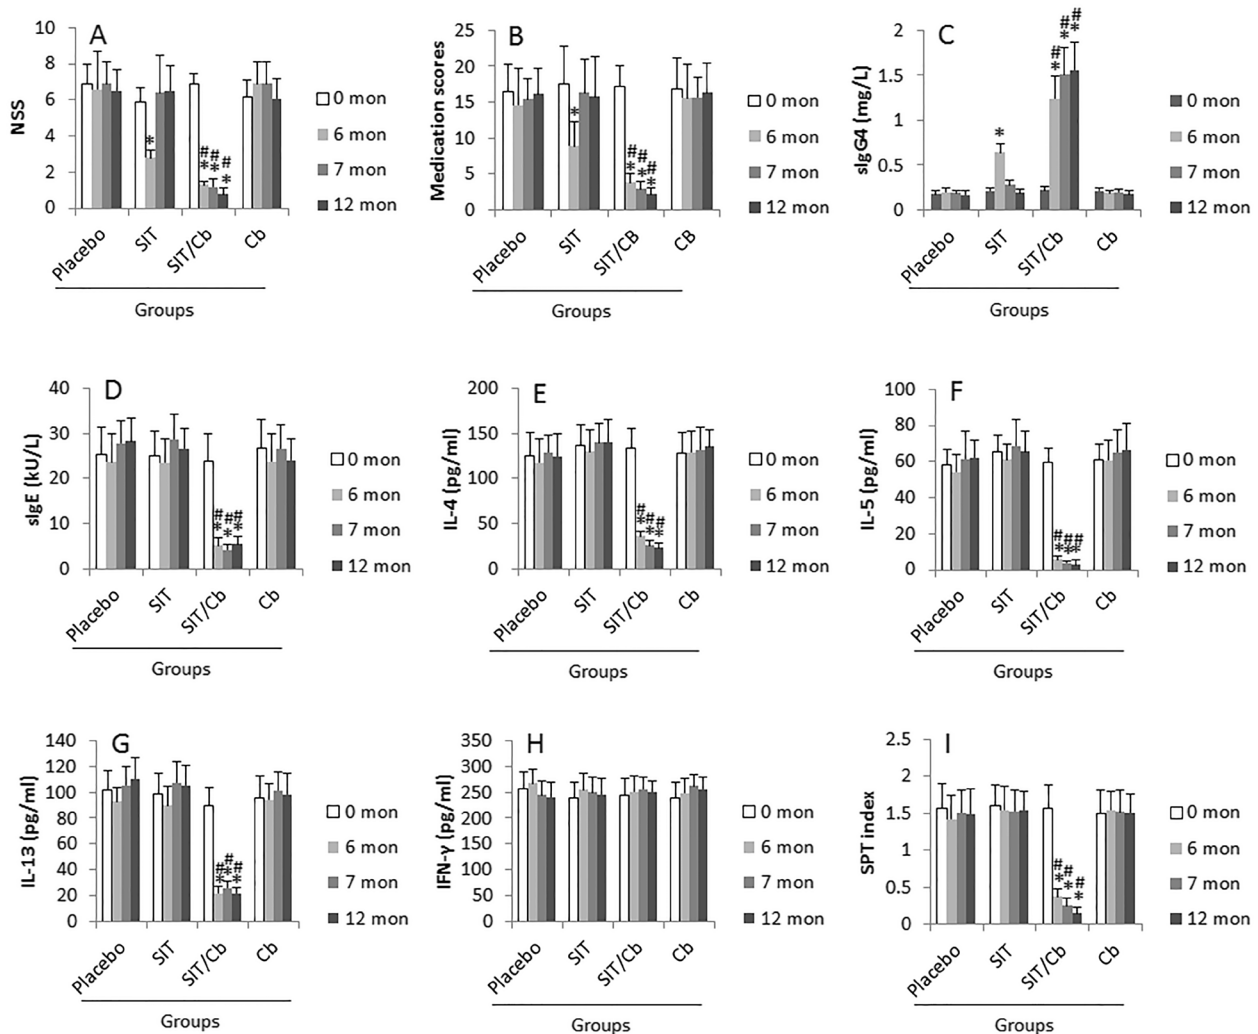 A
NSS
10
8
6
4
2
0
* #* #* #*
Placebo
SIT
SIT/Cb
Cb
Groups
0 mon
6 mon
7 mon
12 mon
B
Medication scores
25
20
15
10
5
0
* #* #* #*
Placebo
SIT
SIT/CB
CB
Groups
0 mon
6 mon
7 mon
12 mon
C
sIgG4 (mg/L)
2
1.5
1
0.5
0
* #* #* #*
Placebo
SIT
SIT/Cb
Cb
Groups
0 mon
6 mon
7 mon
12 mon
D
sIgE (kU/L)
40
30
20
10
0
#* #* #*
Placebo
SIT
SIT/Cb
Cb
Groups
0 mon
6 mon
7 mon
12 mon
E
IL-4 (pg/ml)
200
150
100
50
0
#* #* #*
Placebo
SIT
SIT/Cb
Cb
Groups
0 mon
6 mon
7 mon
12 mon
F
IL-5 (pg/ml)
100
80
60
40
20
0
#* #* #*
Placebo
SIT
SIT/Cb
Cb
Groups
0 mon
6 mon
7 mon
12 mon
G
IL-13 (pg/ml)
140
120
100
80
60
40
20
0
#* #* #*
Placebo
SIT
SIT/Cb
Cb
Groups
0 mon
6 mon
7 mon
12 mon
H
IFN-γ (pg/ml)
350
300
250
200
150
100
50
0
Placebo
SIT
SIT/Cb
Cb
Groups
0 mon
6 mon
7 mon
12 mon
I
SPT index
2.5
2
1.5
1
0.5
0
#* #* #*
Placebo
SIT
SIT/Cb
Cb
Groups
0 mon
6 mon
7 mon
12 mon